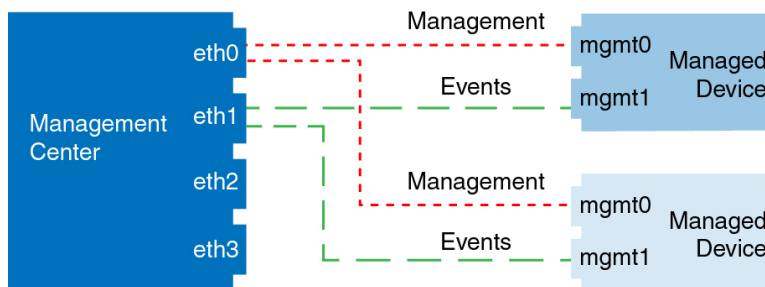 Management
eth0
mgmt0
Managed
Device
Events
eth1
mgmt1
Management
Center
eth2
Management
mgmt0
Managed
Device
eth3
Events
mgmt1